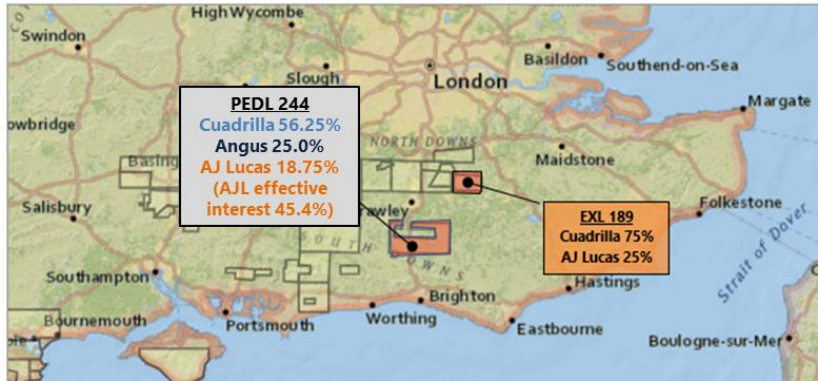 High Wycombe
Swindon
Basildon
Southend-on-Sea
Slough
London
PEDL 244
Cuadrilla 56.25%
Angus 25.0%
AJ Lucas 18.75%
(AJL effective
interest 45.4%)
Margate
owbridge
NORTH DOWNS
Basing
Maidstone
Salisbury
rawley
Folkestone
EXL 189
Cuadrilla 75%
AJ Lucas 25%
SOUTH DOWNS
Strait of Dover
Southampton
Hastings
Brighton
Bournemouth
Portsmouth
Worthing
Eastbourne
Boulogne-sur-Mer